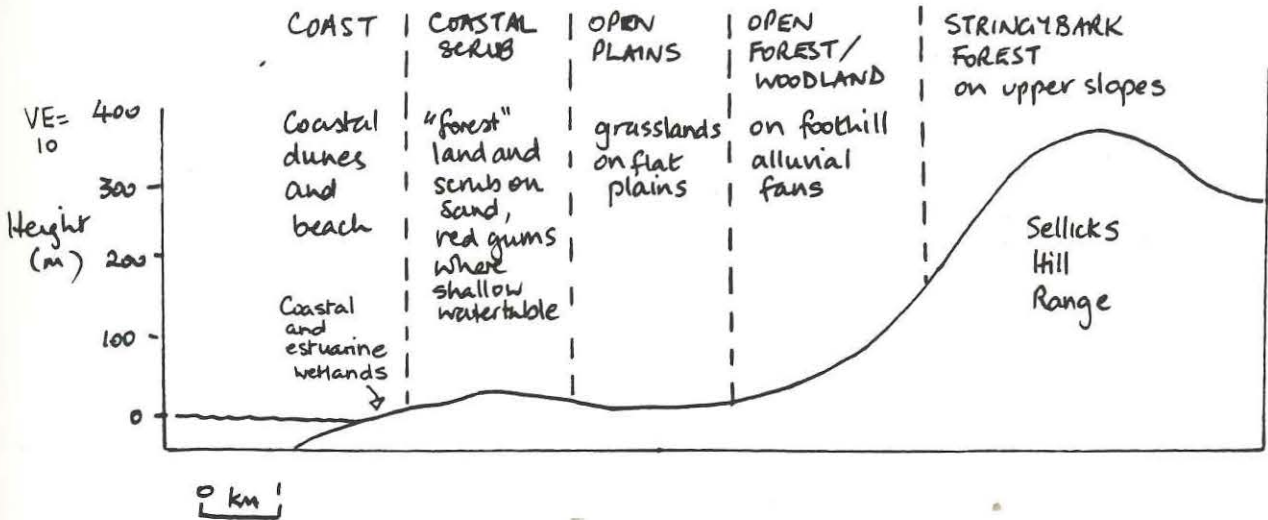 COAST
COASTAL
SCRUB
OPEN
PLAINS
OPEN
FOREST/
WOODLAND
STRINGYBARK
FOREST
on upper slopes
VE=
10
400
300
200
100
0
Height
(m)
Coastal
dunes
and
beach
"forest"
land and
scrub on
sand,
red gums
where
shallow
watertable
grasslands
on flat
plains
on foothill
alluvial
fans
Sellicks
Hill
Range
Coastal
and
estuarine
wetlands
0 km 1